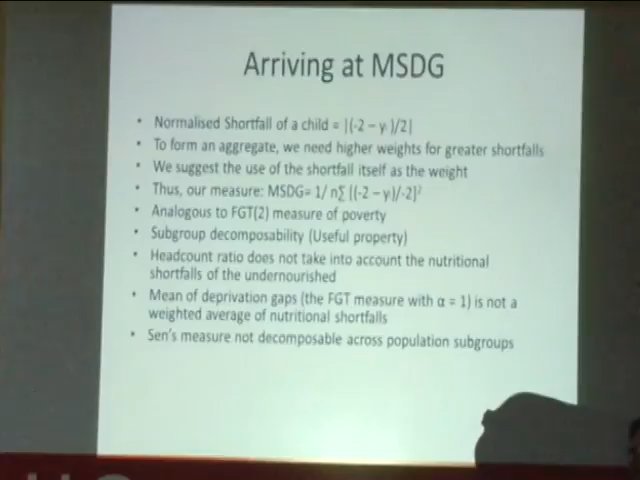 Arriving at MSDG
• Normalised Shortfall of a child = |(-2 – y )/2|
• To form an aggregate, we need higher weights for greater shortfalls
• We suggest the use of the shortfall itself as the weight
• Thus, our measure: MSDG= 1/ n∑ [(-2 – y)/-2]²
• Analogous to FGT(2) measure of poverty
• Subgroup decomposability (Useful property)
• Headcount ratio does not take into account the nutritional
shortfalls of the undernourished
• Mean of deprivation gaps (the FGT measure with α = 1) is not a
weighted average of nutritional shortfalls
• Sen's measure not decomposable across population subgroups